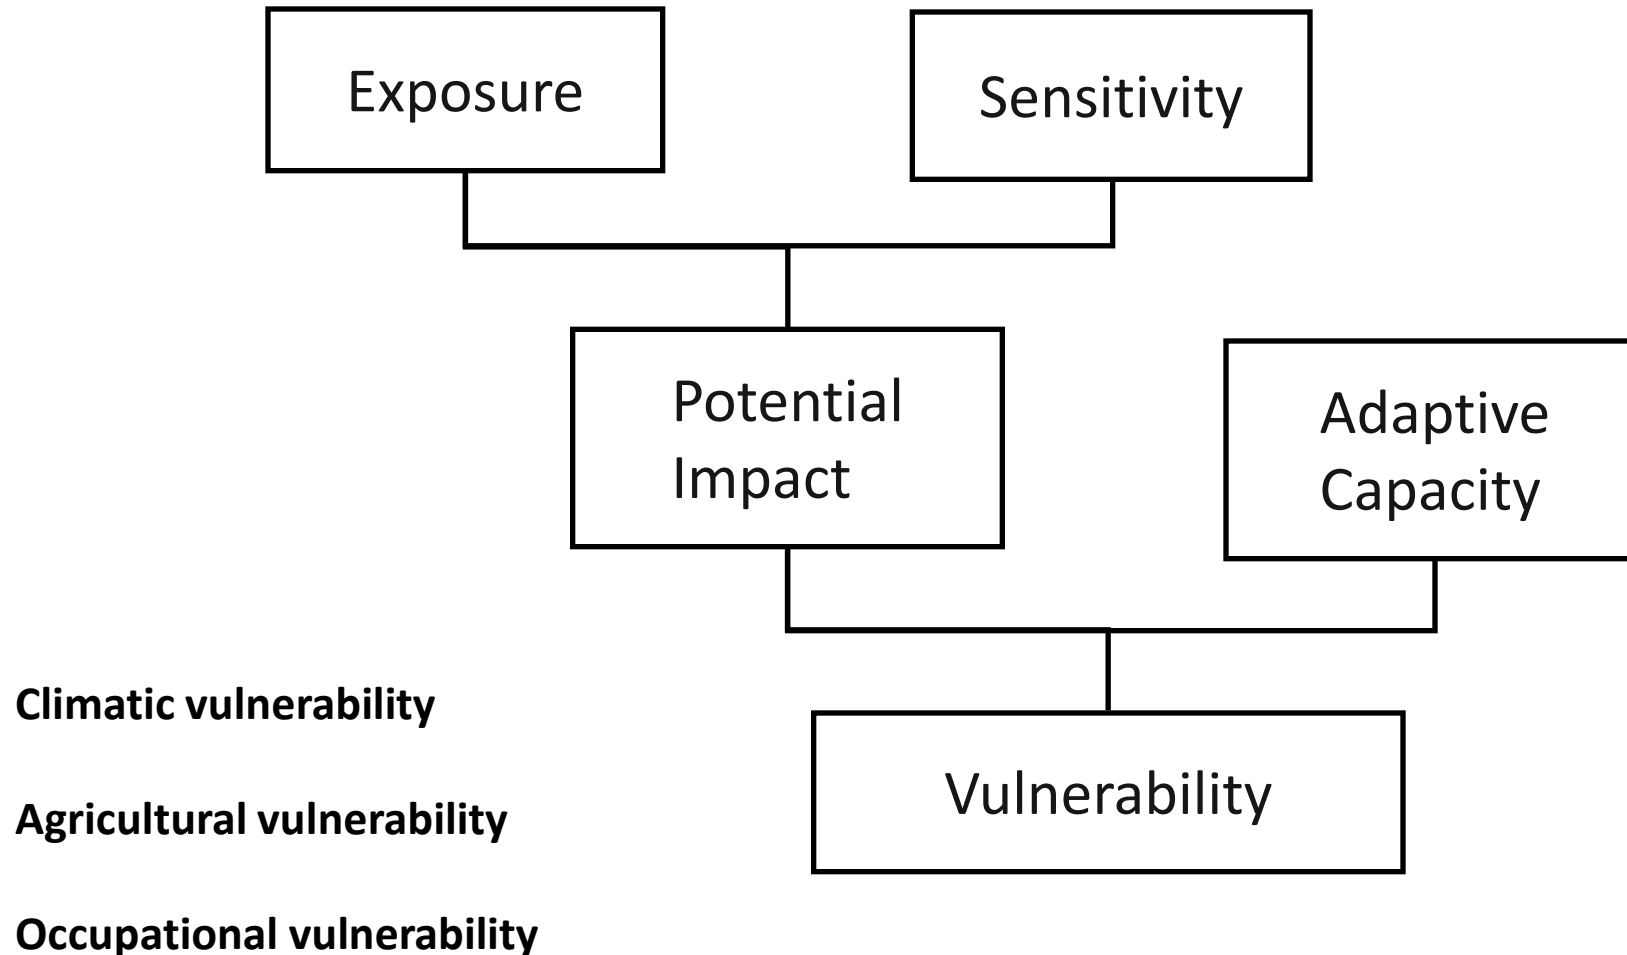 Exposure
Sensitivity
Potential
Impact
Adaptive
Capacity
Vulnerability
Climatic vulnerability
Agricultural vulnerability
Occupational vulnerability